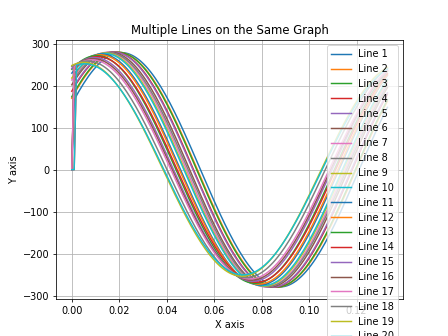 Multiple Lines on the Same Graph
300
200
100
0
−100
−200
−300
Y axis
0.00
0.02
0.04
0.06
0.08
0.10
X axis
Line 1
Line 2
Line 3
Line 4
Line 5
Line 6
Line 7
Line 8
Line 9
Line 10
Line 11
Line 12
Line 13
Line 14
Line 15
Line 16
Line 17
Line 18
Line 19
Line 20